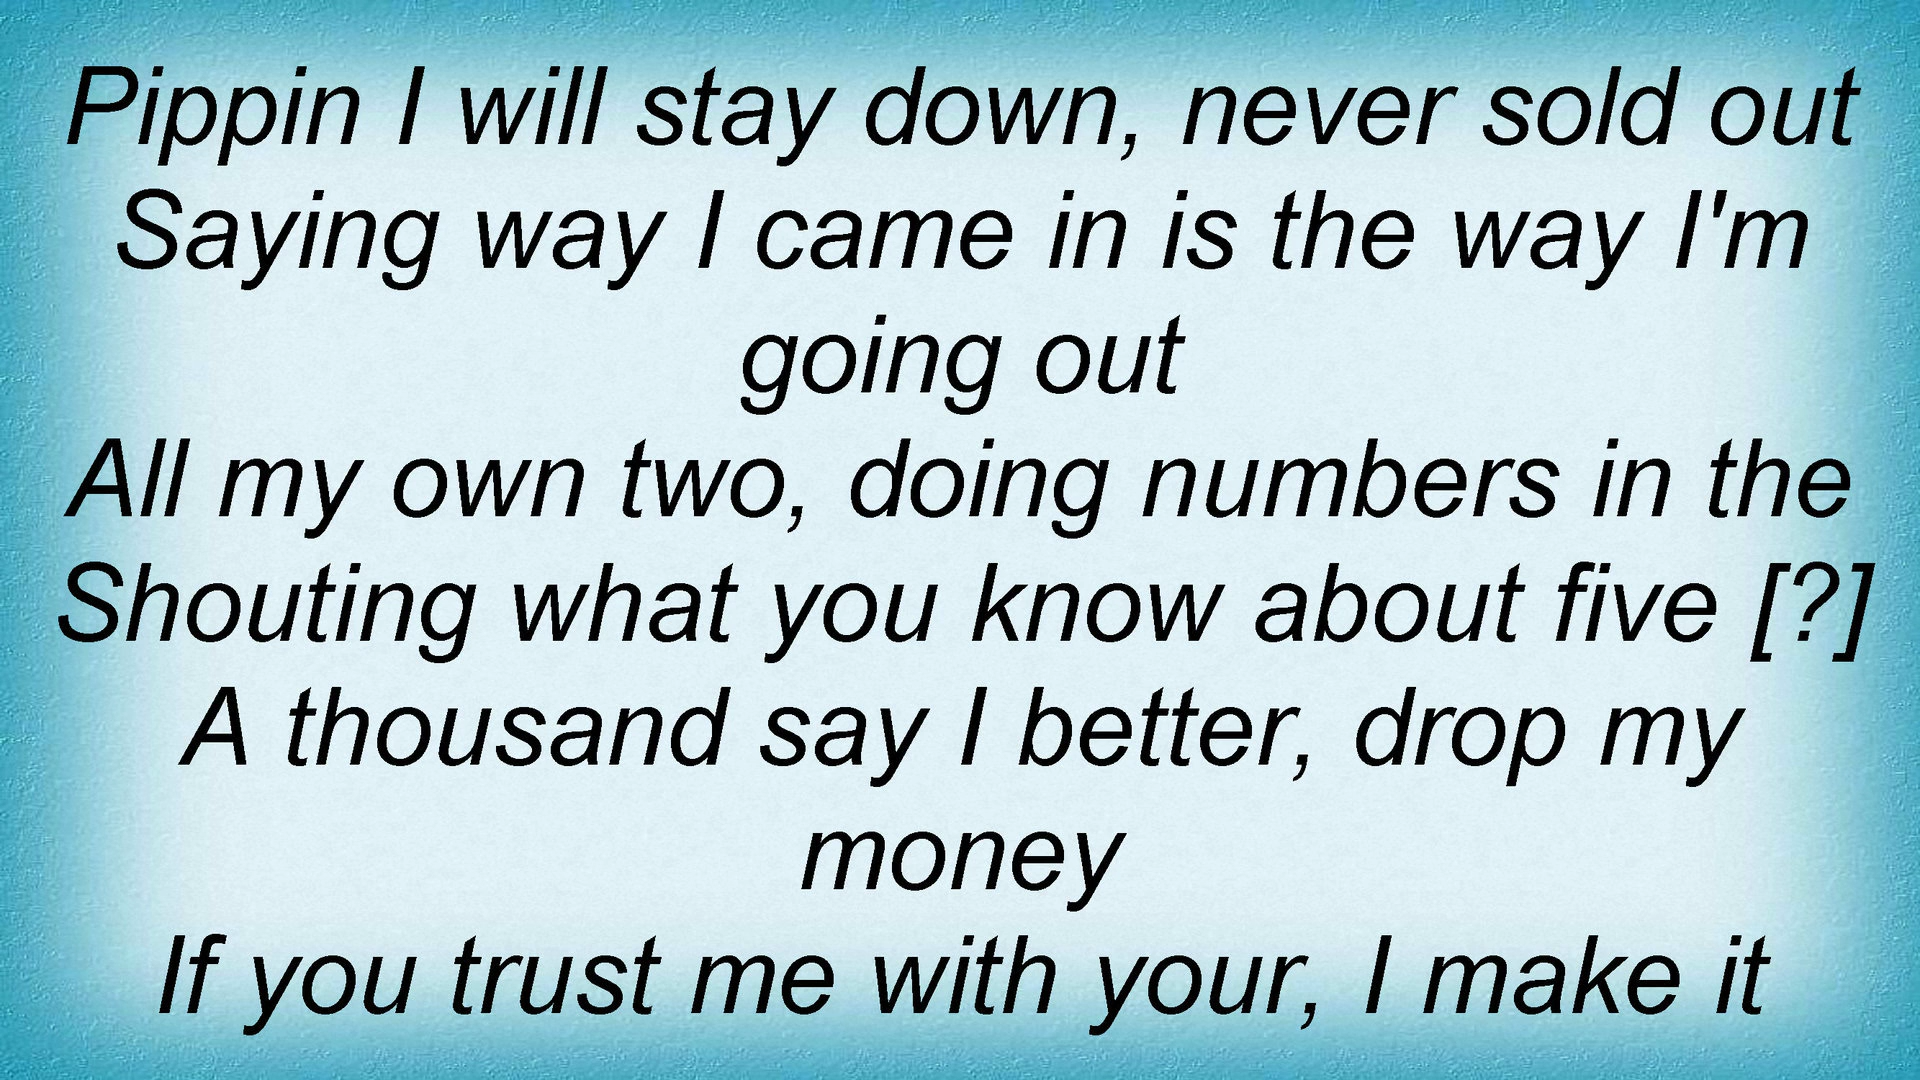 Pippin I will stay down, never sold out
Saying way I came in is the way I'm
going out
All my own two, doing numbers in the
Shouting what you know about five [?]
A thousand say I better, drop my
money
If you trust me with your, I make it